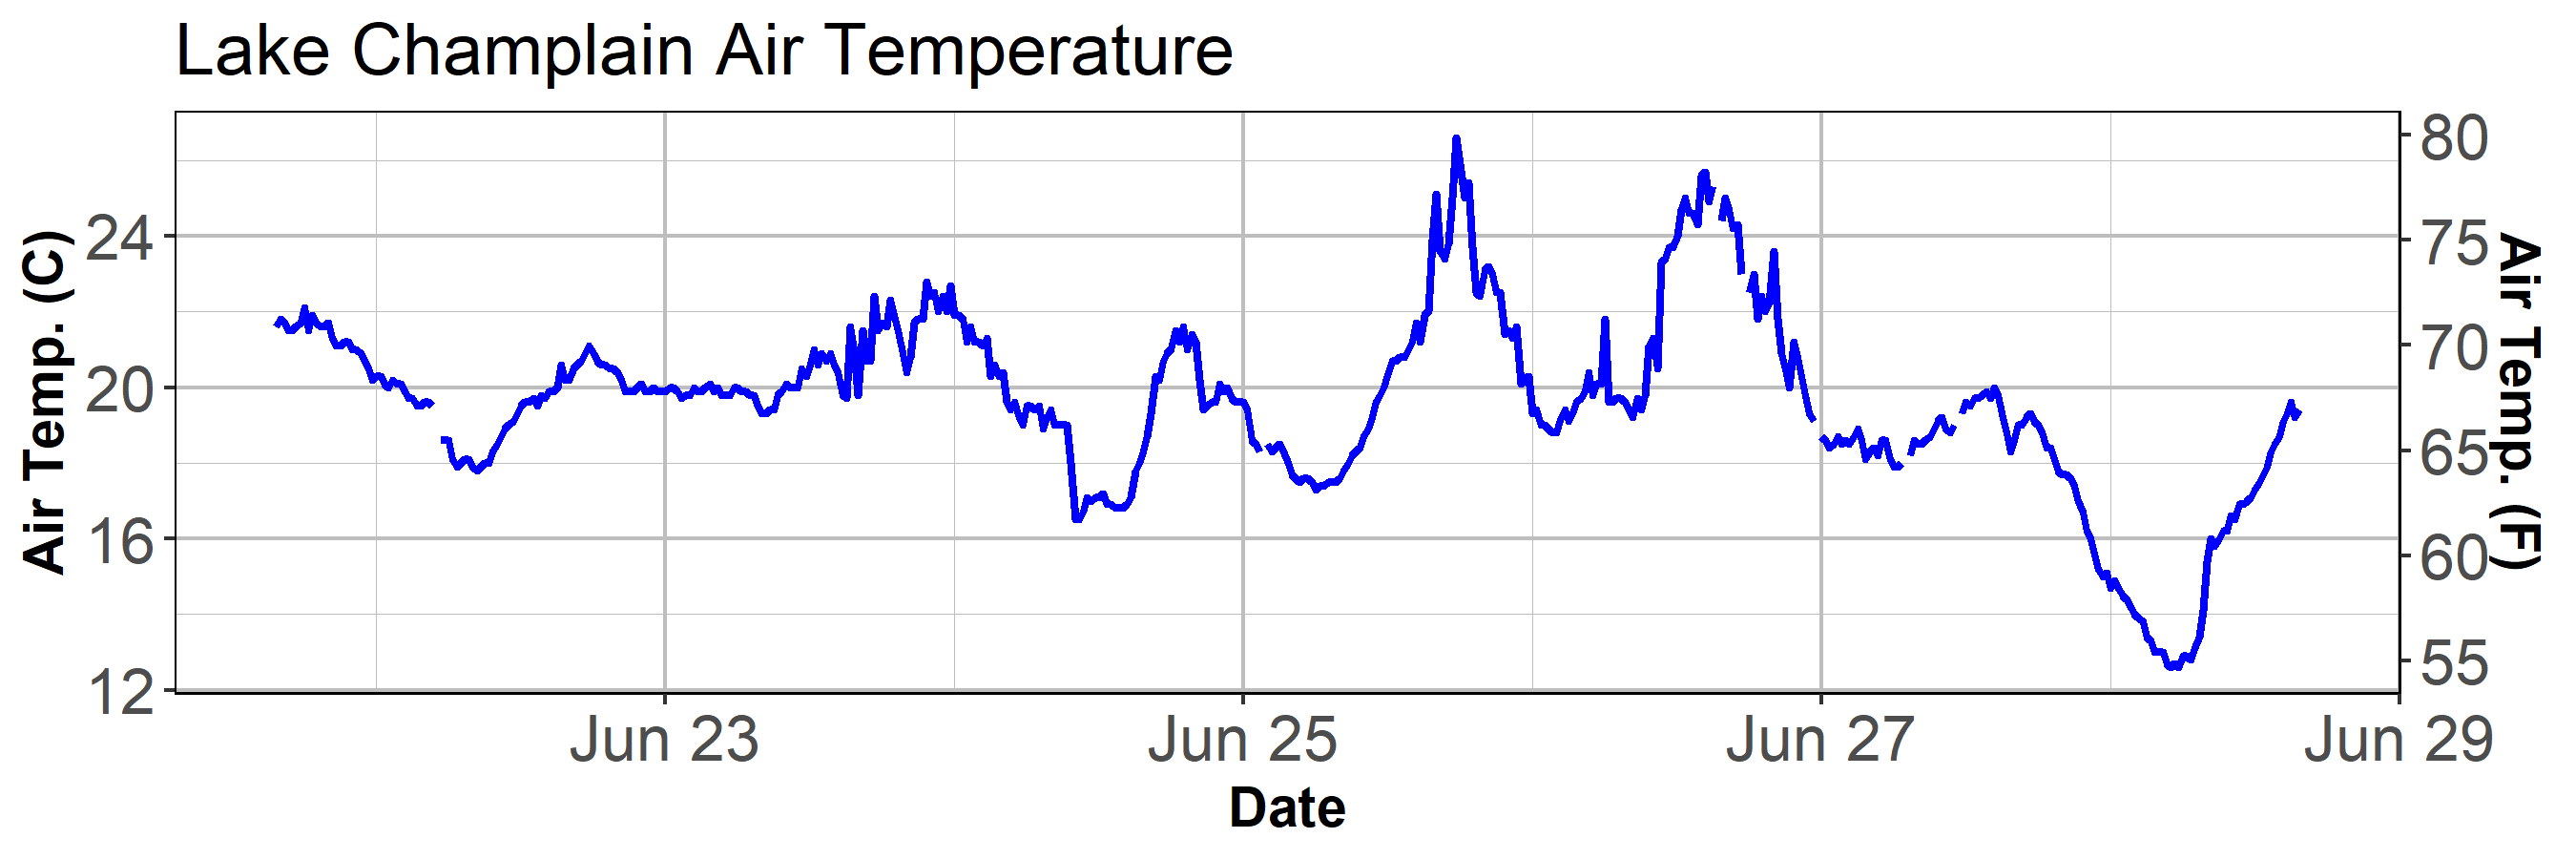 Lake Champlain Air Temperature
Air Temp. (C)
24
20
16
12
80
75
70
65
60
55
Air Temp. (F)
Jun 23
Jun 25
Jun 27
Jun 29
Date